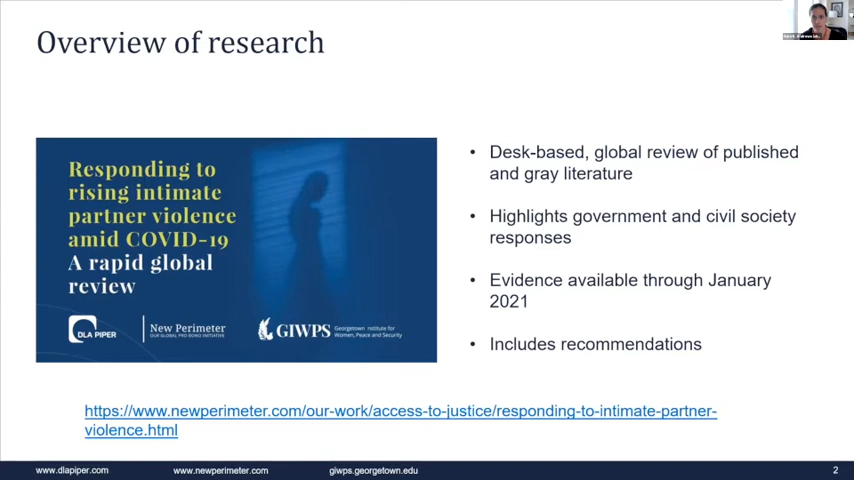 Overview of research
Responding to
rising intimate
partner violence
amid COVID-19
A rapid global
review
DLA PIPER
New Perimeter
OUR GLOBAL PRO BONO INITIATIVE
GIWPS
Georgetown Institute for
Women, Peace and Security
• Desk-based, global review of published
and gray literature
• Highlights government and civil society
responses
• Evidence available through January
2021
• Includes recommendations
https://www.newperimeter.com/our-work/access-to-justice/responding-to-intimate-partner-
violence.html
www.dlapiper.com
www.newperimeter.com
giwps.georgetown.edu
2